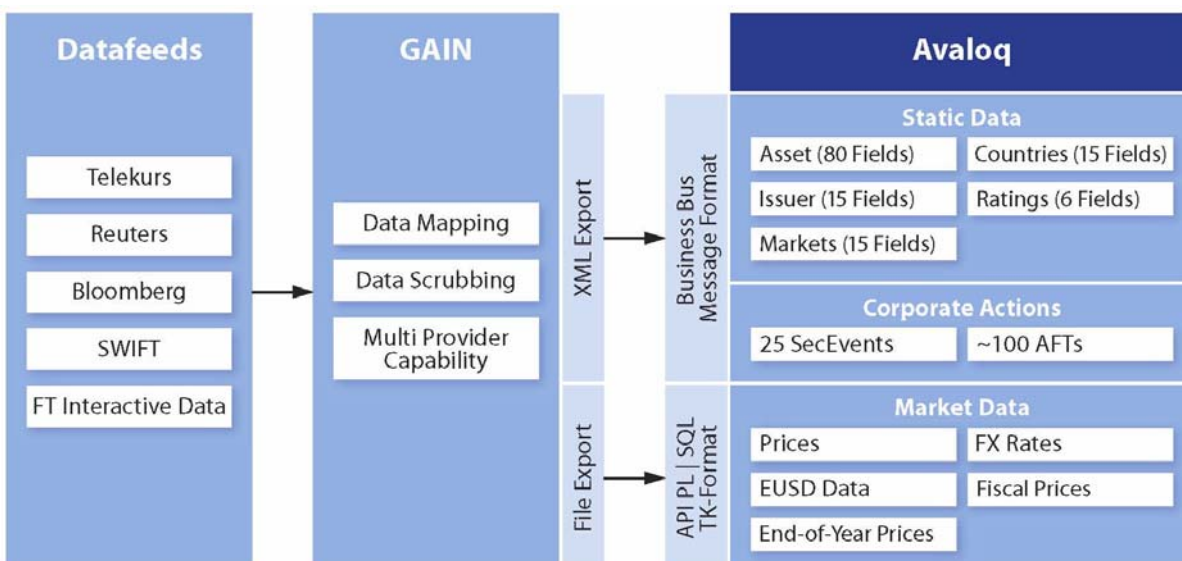 Datafeeds
Telekurs
Reuters
Bloomberg
SWIFT
FT Interactive Data
GAIN
Data Mapping
Data Scrubbing
Multi Provider
Capability
XML Export
File Export
Business Bus
Message Format
API PL | SQL
TK-Format
Avaloq
Static Data
Asset (80 Fields)
Countries (15 Fields)
Issuer (15 Fields)
Ratings (6 Fields)
Markets (15 Fields)
Corporate Actions
25 SecEvents
~100 AFTs
Market Data
Prices
FX Rates
EUSD Data
Fiscal Prices
End-of-Year Prices